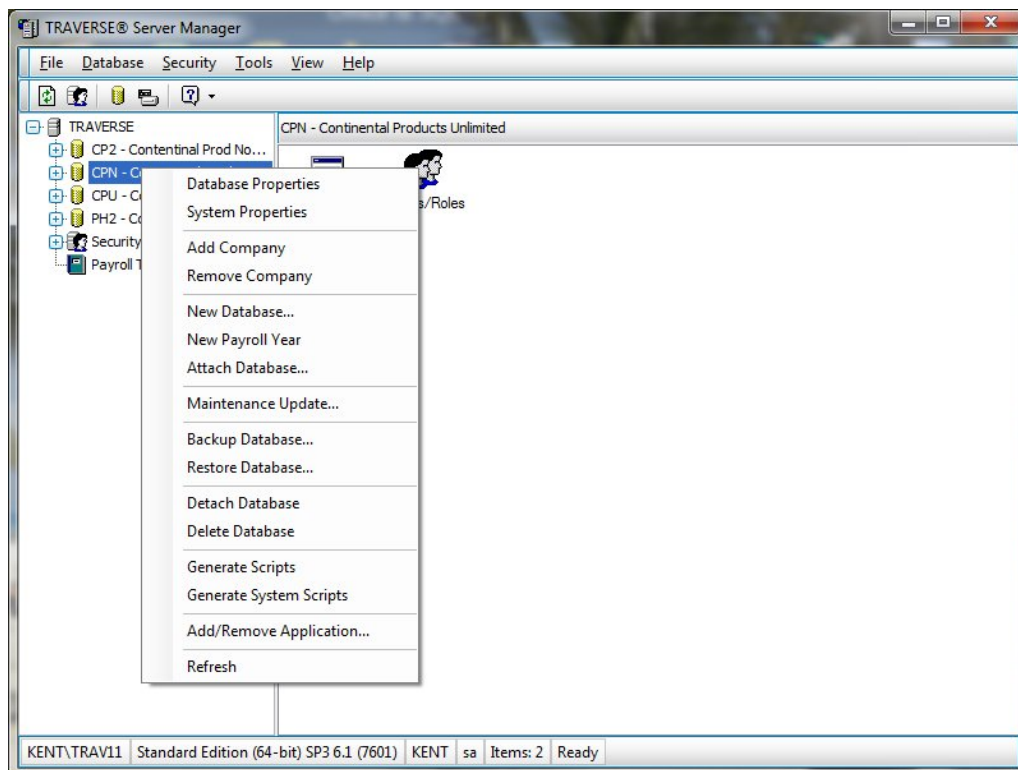 TRAVERSE® Server Manager
File Database Security Tools View Help
TRAVERSE
CPN - Continental Products Unlimited
CP2 - Contentinal Prod No...
CPN - C
CPU - C
PH2 - Co
Security
Payroll T
s/Roles
Database Properties
System Properties
Add Company
Remove Company
New Database...
New Payroll Year
Attach Database...
Maintenance Update...
Backup Database...
Restore Database...
Detach Database
Delete Database
Generate Scripts
Generate System Scripts
Add/Remove Application...
Refresh
KENT\TRAV11 Standard Edition (64-bit) SP3 6.1 (7601) KENT sa Items: 2 Ready